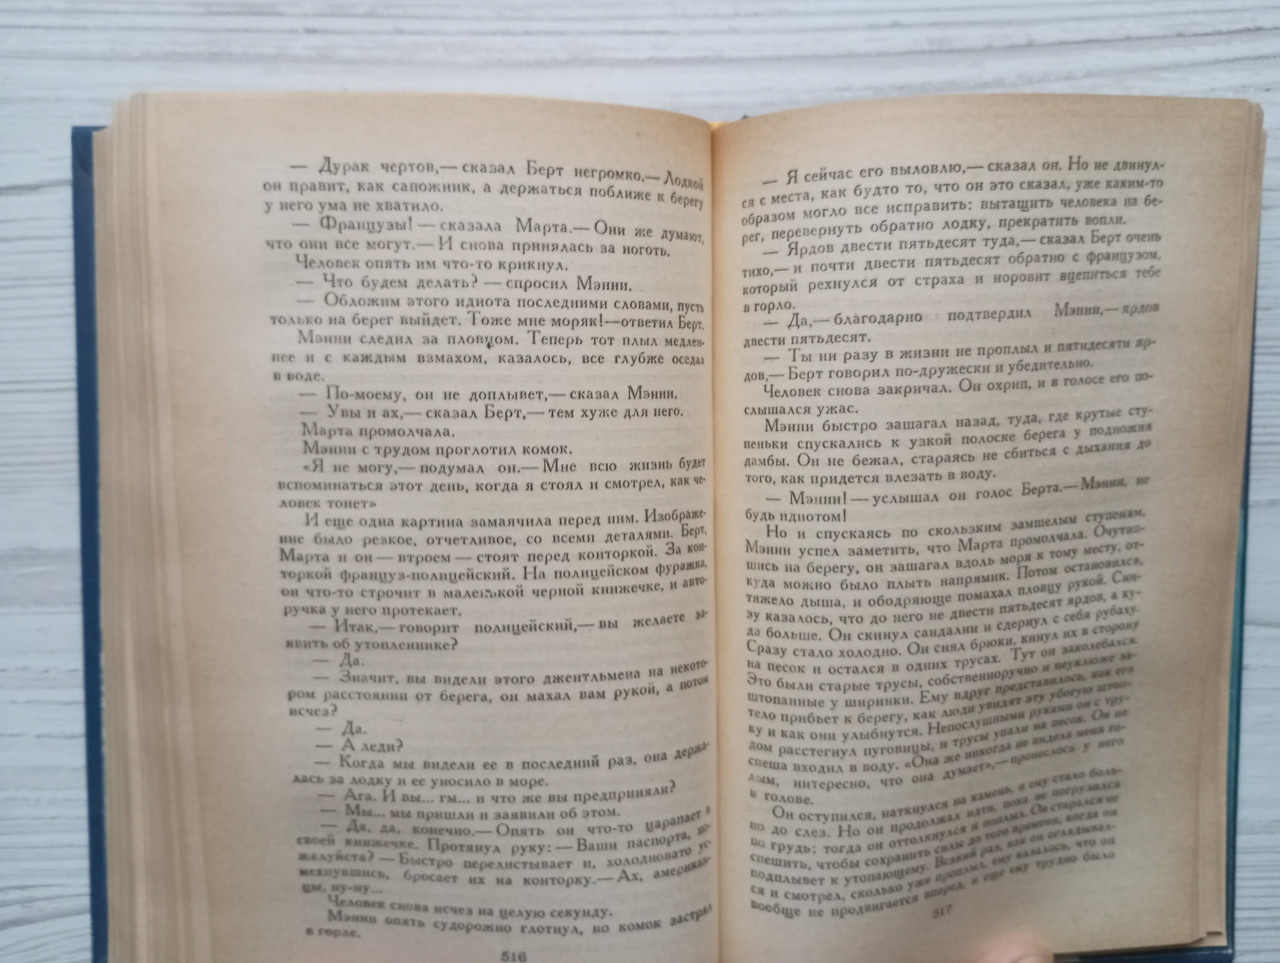 — Дурак чертов,— сказал Берт негромко.— Лодкой
он правит, как сапожник, а держаться поближе к берегу
у него ума не хватило.
— Французы! — сказала Марта.— Они же думают,
что они все могут.— И снова принялась за ноготь.
Человек опять им что-то крикнул.
— Что будем делать? — спросил Мэнни.
— Обложим этого идиота последними словами, пусть
только на берег выйдет. Тоже мне моряк!—ответил Берт.
Мэнни следил за пловцом. Теперь тот плыл медлен-
нее и с каждым взмахом, казалось, все глубже оседал
в воде.
— По-моему, он не доплывет,— сказал Мэнни.
— Увы и ах,— сказал Берт,— тем хуже для него.
Марта промолчала.
Мэнни с трудом проглотил комок.
«Я не могу,— подумал он.— Мне всю жизнь будет
вспоминаться этот день, когда я стоял и смотрел, как че-
ловек тонет»
И еще одна картина замаячила перед ним. Изображе-
ние было резкое, отчетливое, со всеми деталями. Берт,
Марта и он — втроем — стоят перед конторкой. За кон-
торкой француз-полицейский. На полицейском фуражка,
он что-то строчит в маленькой черной книжечке, и авто-
ручка у него протекает.
— Итак,— говорит полицейский,— вы желаете за-
явить об утопленнике?
— Да.
— Значит, вы видели этого джентльмена на некото-
ром расстоянии от берега, он махал вам рукой, а потом
исчез?
— Да.
— А леди?
— Когда мы видели ее в последний раз, она держа-
лась за лодку и ее уносило в море.
— Ага. И вы... гм... и что же вы предприняли?
— Мы... мы пришли и заявили об этом.
— Да, да, конечно.— Опять он что-то царапает в
своей книжечке. Протянул руку:— Ваши паспорта, по-
жалуйста? — Быстро перелистывает и, холодновато ус-
мехнувшись, бросает их на конторку.— Ах, американ-
цы, ну-ну...
Человек снова исчез на целую секунду.
Мэнни опять судорожно глотнул, но комок застрял
в горле.
516
— Я сейчас его выловлю,— сказал он. Но не двинул-
ся с места, как будто то, что он это сказал, уже каким-то
образом могло все исправить: вытащить человека на бе-
рег, перевернуть обратно лодку, прекратить вопли.
— Ярдов двести пятьдесят туда,— сказал Берт очень
тихо,— и почти двести пятьдесят обратно с французом,
который рехнулся от страха и норовит вцепиться тебе
в горло.
— Да,— благодарно подтвердил Мэнни,— ярдов
двести пятьдесят.
— Ты ни разу в жизни не проплыл и пятидесяти яр-
дов,— Берт говорил по-дружески и убедительно.
Человек снова закричал. Он охрип, и в голосе его по-
слышался ужас.
Мэнни быстро зашагал назад, туда, где крутые сту-
пеньки спускались к узкой полоске берега у подножия
дамбы. Он не бежал, стараясь не сбиться с дыхания до
того, как придется влезать в воду.
— Мэнни! — услышал он голос Берта.— Мэнни, не
будь идиотом!
Но и спускаясь по скользким замшелым ступеням,
Мэнни успел заметить, что Марта промолчала. Очутив-
шись на берегу, он зашагал вдоль моря к тому месту, от-
куда можно было плыть напрямик. Потом остановился,
тяжело дыша, и ободряюще помахал пловцу рукой. Сни-
зу казалось, что до него не двести пятьдесят ярдов, а ку-
да больше. Он скинул сандалии и сдернул с себя рубаху.
Сразу стало холодно. Он снял брюки, кинул их в сторону
на песок и остался в одних трусах. Тут он заколебался.
Это были старые трусы, собственноручно и неуклюже за-
штопанные у ширинки. Ему вдруг представилось, как его
тело прибьет к берегу, как люди увидят эту убогую штоп-
ку и как они улыбнутся. Непослушными руками он с тру-
дом расстегнул пуговицы, и трусы упали на песок. Он не
спеша входил в воду. «Она же никогда не видела меня го-
лым, интересно, что она думает»,— пронеслось у него
в голове.
Он оступился, наткнулся на камень, и ему стало боль-
но до слез. Но он продолжал идти, пока не погрузился
по грудь; тогда он оттолкнулся и поплыл. Он старался не
спешить, чтобы сохранить силы до того времени, когда он
подплывет к утопающему. Всякий раз, как он оглядывал-
ся и смотрел, сколько уже проплыл, ему казалось, что он
вообще не продвигается вперед, и еще ему трудно было
517